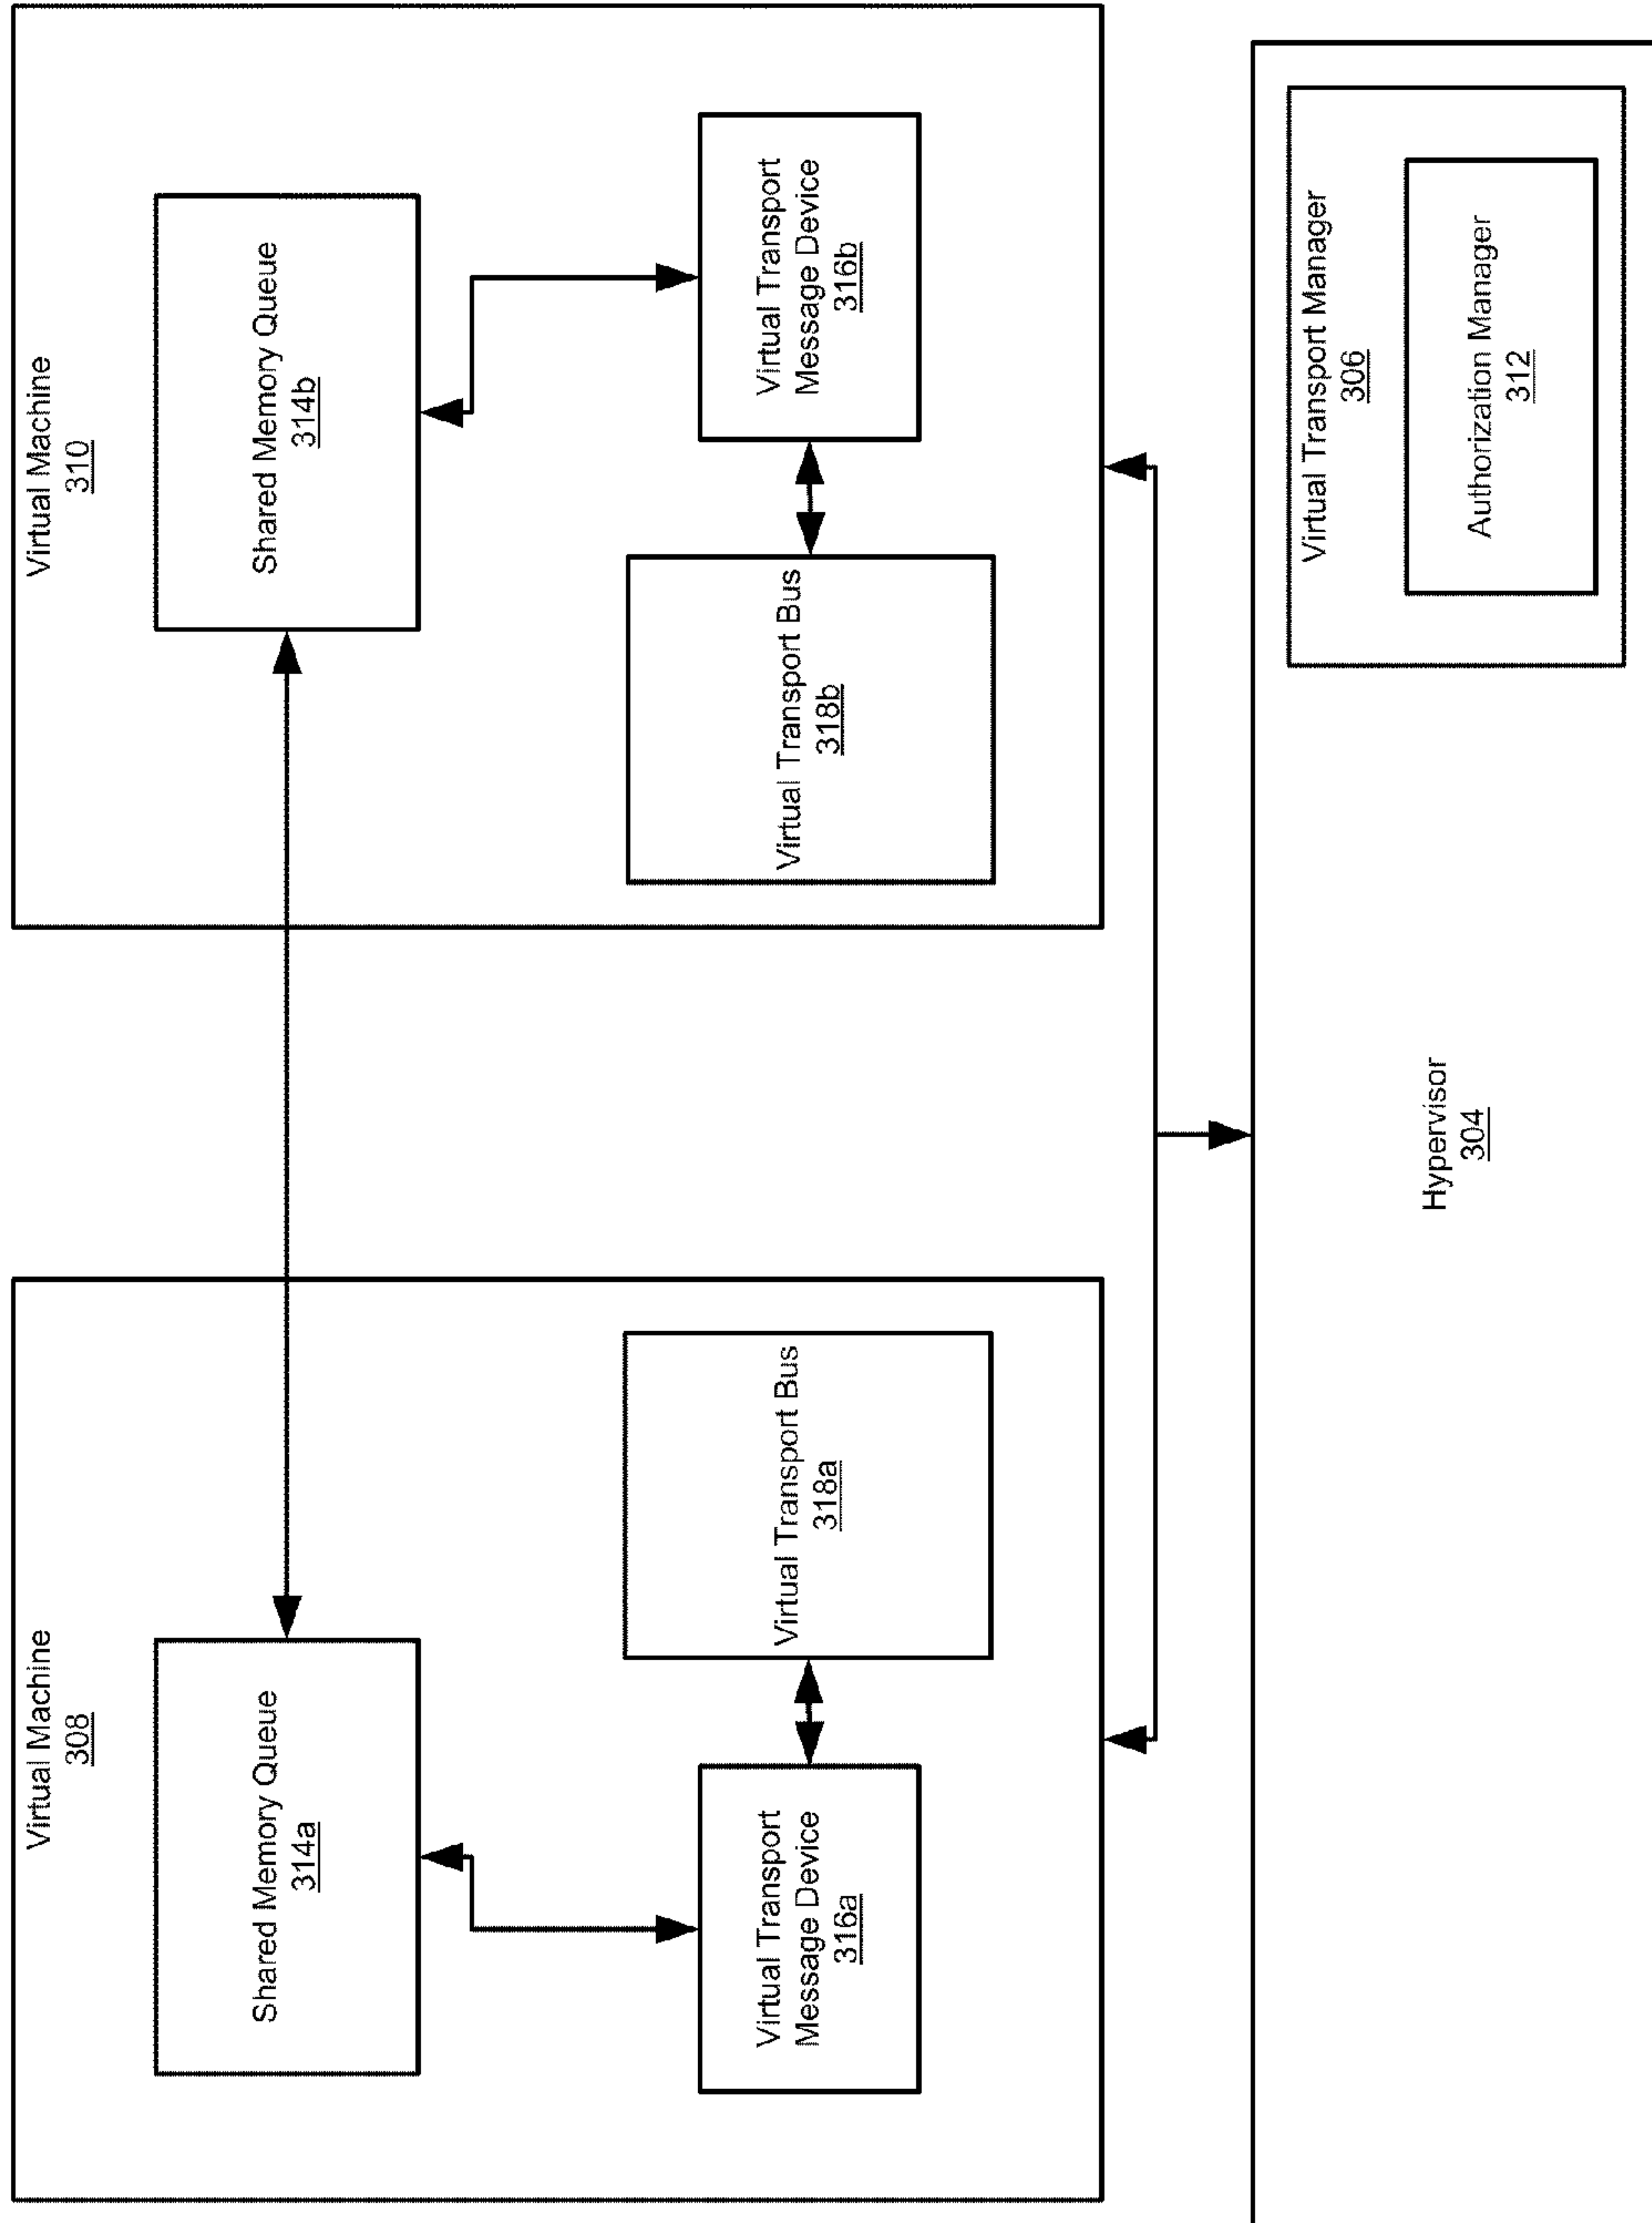 Virtual Machine
308
Shared Memory Queue
314a
Virtual Transport
Message Device
316a
Virtual Transport Bus
318a
Virtual Machine
310
Shared Memory Queue
314b
Virtual Transport Bus
318b
Virtual Transport
Message Device
316b
Hypervisor
304
Virtual Transport Manager
306
Authorization Manager
312